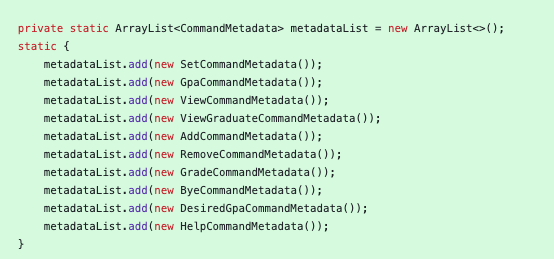 private static ArrayList<CommandMetadata> metadataList = new ArrayList<>();
static {
    metadataList.add(new SetCommandMetadata());
    metadataList.add(new GpaCommandMetadata());
    metadataList.add(new ViewCommandMetadata());
    metadataList.add(new ViewGraduateCommandMetadata());
    metadataList.add(new AddCommandMetadata());
    metadataList.add(new RemoveCommandMetadata());
    metadataList.add(new GradeCommandMetadata());
    metadataList.add(new ByeCommandMetadata());
    metadataList.add(new DesiredGpaCommandMetadata());
    metadataList.add(new HelpCommandMetadata());
}